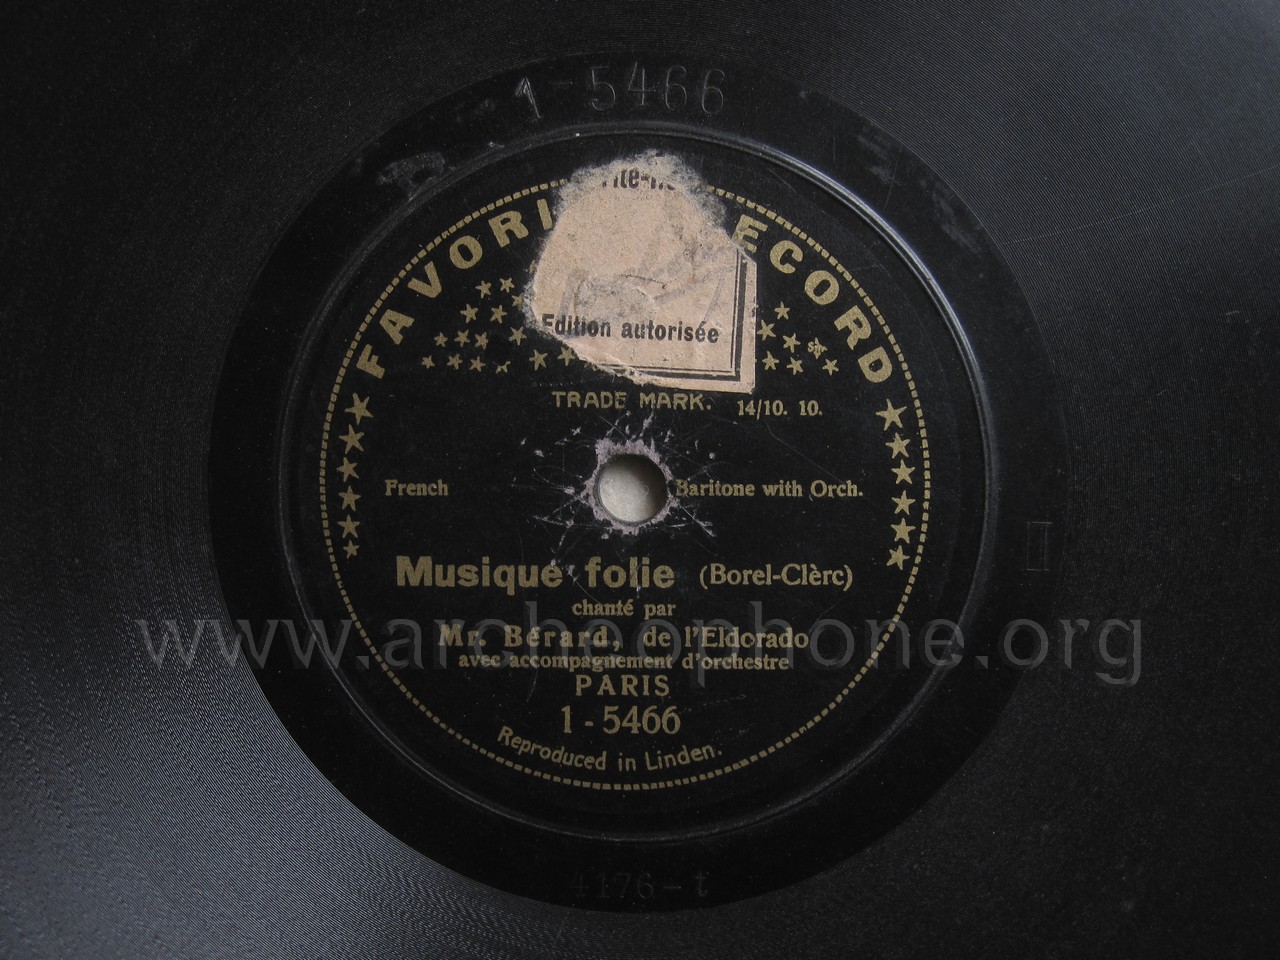 1-5466
FAVORI ECORD
Edition autorisée
TRADE MARK. 14/10. 10.
French Baritone with Orch.
Musique folie (Borel-Clèrc)
chanté par
Mr. Bérard, de l'Eldorado
avec accompagnement d'orchestre
PARIS
1-5466
Reproduced in Linden.
4176-t
www.archeophone.org